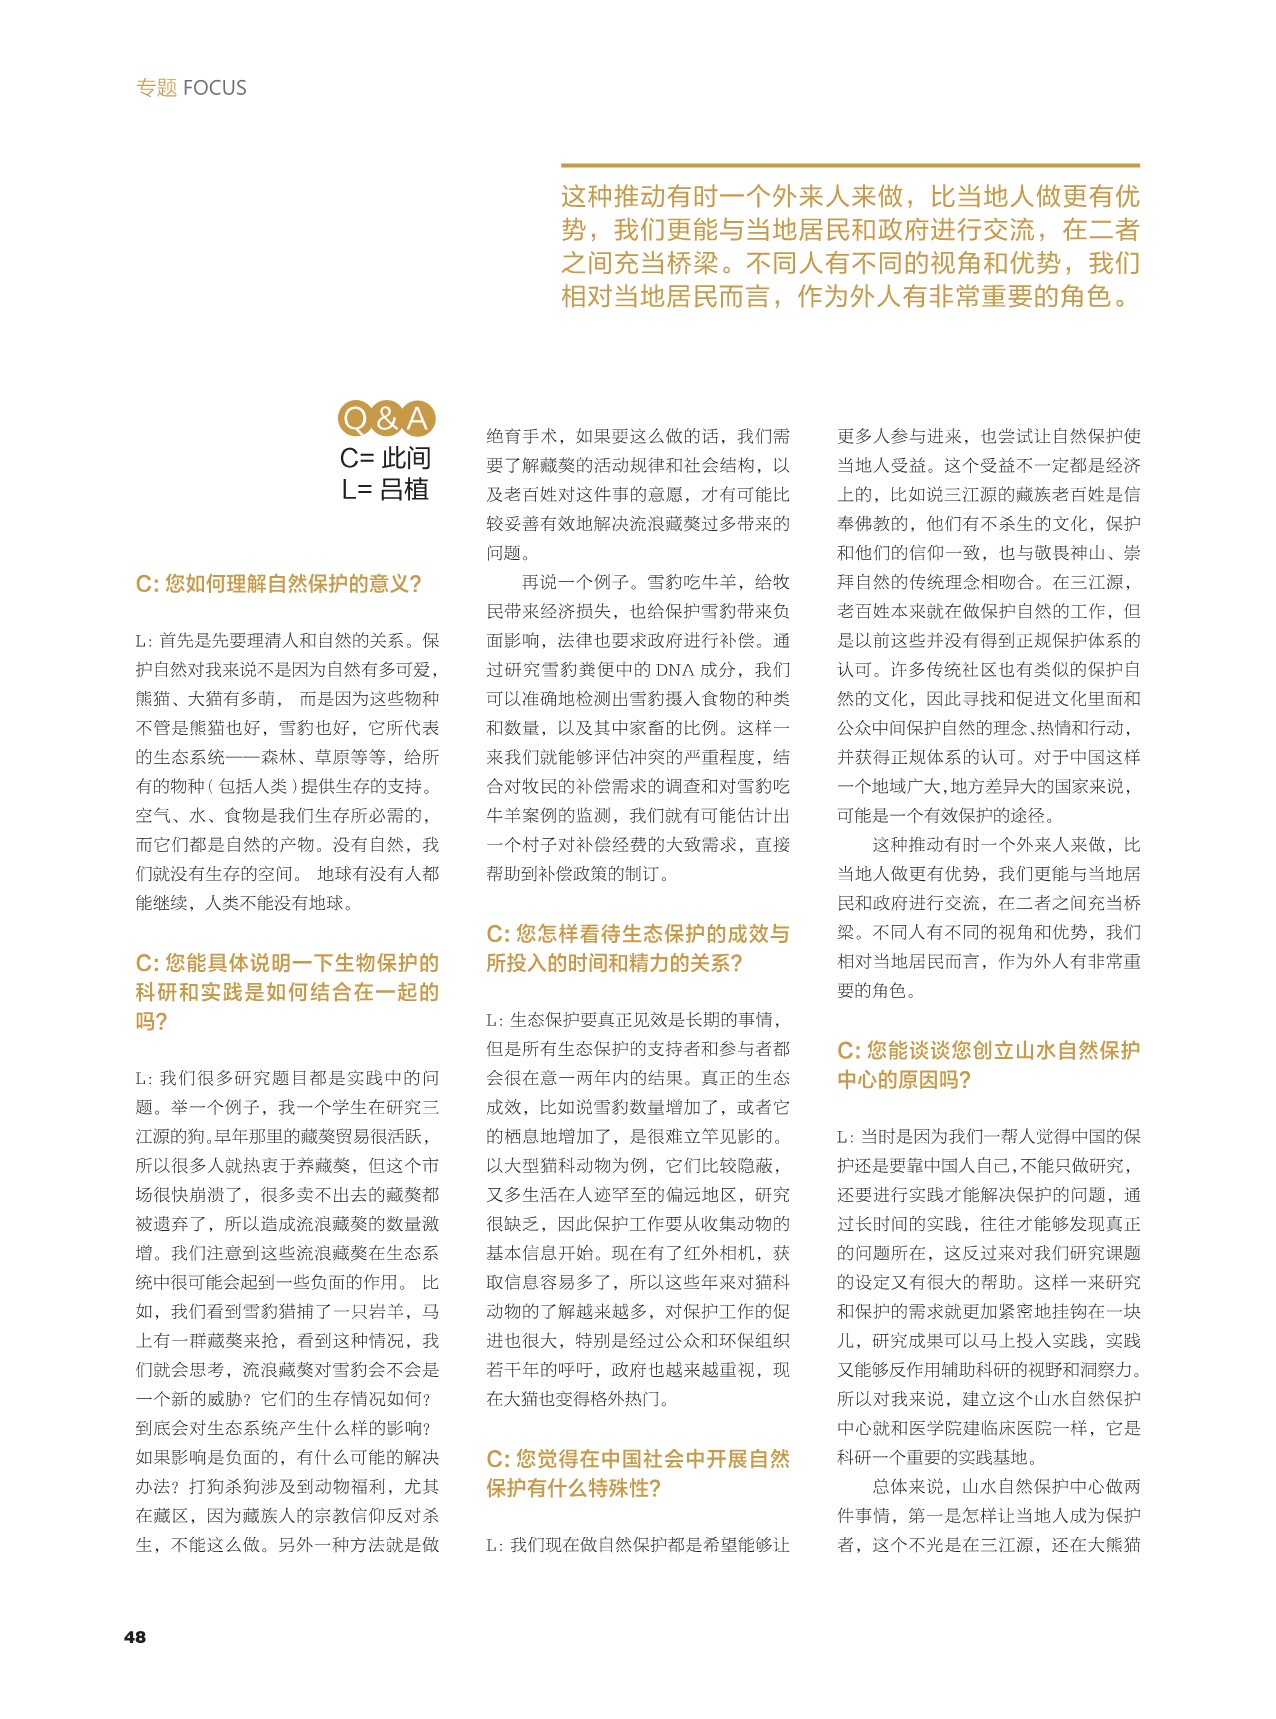 专题 FOCUS
这种推动有时一个外来人来做，比当地人做更有优
势，我们更能与当地居民和政府进行交流，在二者
之间充当桥梁。不同人有不同的视角和优势，我们
相对当地居民而言，作为外人有非常重要的角色。
Q&A
C= 此间
L= 吕植
C: 您如何理解自然保护的意义?
L: 首先是先要理清人和自然的关系。保
护自然对我来说不是因为自然有多可爱，
熊猫、大猫有多萌， 而是因为这些物种
不管是熊猫也好，雪豹也好，它所代表
的生态系统——森林、草原等等，给所
有的物种( 包括人类 ) 提供生存的支持。
空气、水、食物是我们生存所必需的，
而它们都是自然的产物。没有自然，我
们就没有生存的空间。 地球有没有人都
能继续，人类不能没有地球。
C: 您能具体说明一下生物保护的
科研和实践是如何结合在一起的
吗?
L: 我们很多研究题目都是实践中的问
题。举一个例子，我一个学生在研究三
江源的狗。早年那里的藏獒贸易很活跃，
所以很多人就热衷于养藏獒，但这个市
场很快崩溃了，很多卖不出去的藏獒都
被遗弃了，所以造成流浪藏獒的数量激
增。我们注意到这些流浪藏獒在生态系
统中很可能会起到一些负面的作用。 比
如，我们看到雪豹猎捕了一只岩羊，马
上有一群藏獒来抢，看到这种情况，我
们就会思考，流浪藏獒对雪豹会不会是
一个新的威胁？它们的生存情况如何？
到底会对生态系统产生什么样的影响？
如果影响是负面的，有什么可能的解决
办法？打狗杀狗涉及到动物福利，尤其
在藏区，因为藏族人的宗教信仰反对杀
生，不能这么做。另外一种方法就是做
绝育手术，如果要这么做的话，我们需
要了解藏獒的活动规律和社会结构，以
及老百姓对这件事的意愿，才有可能比
较妥善有效地解决流浪藏獒过多带来的
问题。
再说一个例子。雪豹吃牛羊，给牧
民带来经济损失，也给保护雪豹带来负
面影响，法律也要求政府进行补偿。通
过研究雪豹粪便中的 DNA 成分，我们
可以准确地检测出雪豹摄入食物的种类
和数量，以及其中家畜的比例。这样一
来我们就能够评估冲突的严重程度，结
合对牧民的补偿需求的调查和对雪豹吃
牛羊案例的监测，我们就有可能估计出
一个村子对补偿经费的大致需求，直接
帮助到补偿政策的制订。
C: 您怎样看待生态保护的成效与
所投入的时间和精力的关系?
L: 生态保护要真正见效是长期的事情，
但是所有生态保护的支持者和参与者都
会很在意一两年内的结果。真正的生态
成效，比如说雪豹数量增加了，或者它
的栖息地增加了，是很难立竿见影的。
以大型猫科动物为例，它们比较隐蔽，
又多生活在人迹罕至的偏远地区，研究
很缺乏，因此保护工作要从收集动物的
基本信息开始。现在有了红外相机，获
取信息容易多了，所以这些年来对猫科
动物的了解越来越多，对保护工作的促
进也很大，特别是经过公众和环保组织
若干年的呼吁，政府也越来越重视，现
在大猫也变得格外热门。
C: 您觉得在中国社会中开展自然
保护有什么特殊性?
L: 我们现在做自然保护都是希望能够让
更多人参与进来，也尝试让自然保护使
当地人受益。这个受益不一定都是经济
上的，比如说三江源的藏族老百姓是信
奉佛教的，他们有不杀生的文化，保护
和他们的信仰一致，也与敬畏神山、崇
拜自然的传统理念相吻合。在三江源，
老百姓本来就在做保护自然的工作，但
是以前这些并没有得到正规保护体系的
认可。许多传统社区也有类似的保护自
然的文化，因此寻找和促进文化里面和
公众中间保护自然的理念、热情和行动，
并获得正规体系的认可。对于中国这样
一个地域广大，地方差异大的国家来说，
可能是一个有效保护的途径。
这种推动有时一个外来人来做，比
当地人做更有优势，我们更能与当地居
民和政府进行交流，在二者之间充当桥
梁。不同人有不同的视角和优势，我们
相对当地居民而言，作为外人有非常重
要的角色。
C: 您能谈谈您创立山水自然保护
中心的原因吗?
L: 当时是因为我们一帮人觉得中国的保
护还是要靠中国人自己，不能只做研究，
还要进行实践才能解决保护的问题，通
过长时间的实践，往往才能够发现真正
的问题所在，这反过来对我们研究课题
的设定又有很大的帮助。这样一来研究
和保护的需求就更加紧密地挂钩在一块
儿，研究成果可以马上投入实践，实践
又能够反作用辅助科研的视野和洞察力。
所以对我来说，建立这个山水自然保护
中心就和医学院建临床医院一样，它是
科研一个重要的实践基地。
总体来说，山水自然保护中心做两
件事情，第一是怎样让当地人成为保护
者，这个不光是在三江源，还在大熊猫
48